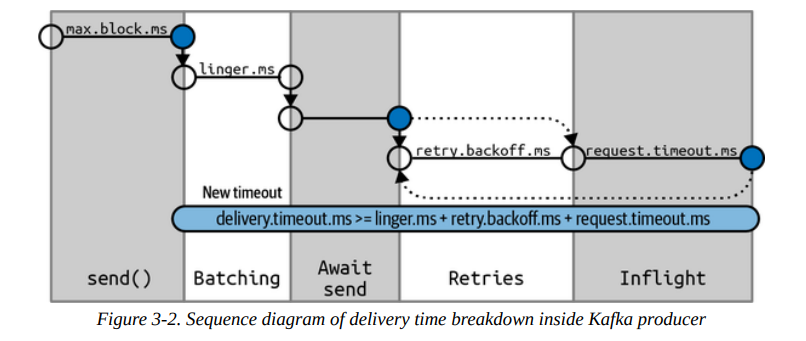 max.block.ms
linger.ms
retry.backoff.ms
request.timeout.ms
New timeout
delivery.timeout.ms >= linger.ms + retry.backoff.ms + request.timeout.ms
send()
Batching
Await
send
Retries
Inflight
Figure 3-2. Sequence diagram of delivery time breakdown inside Kafka producer